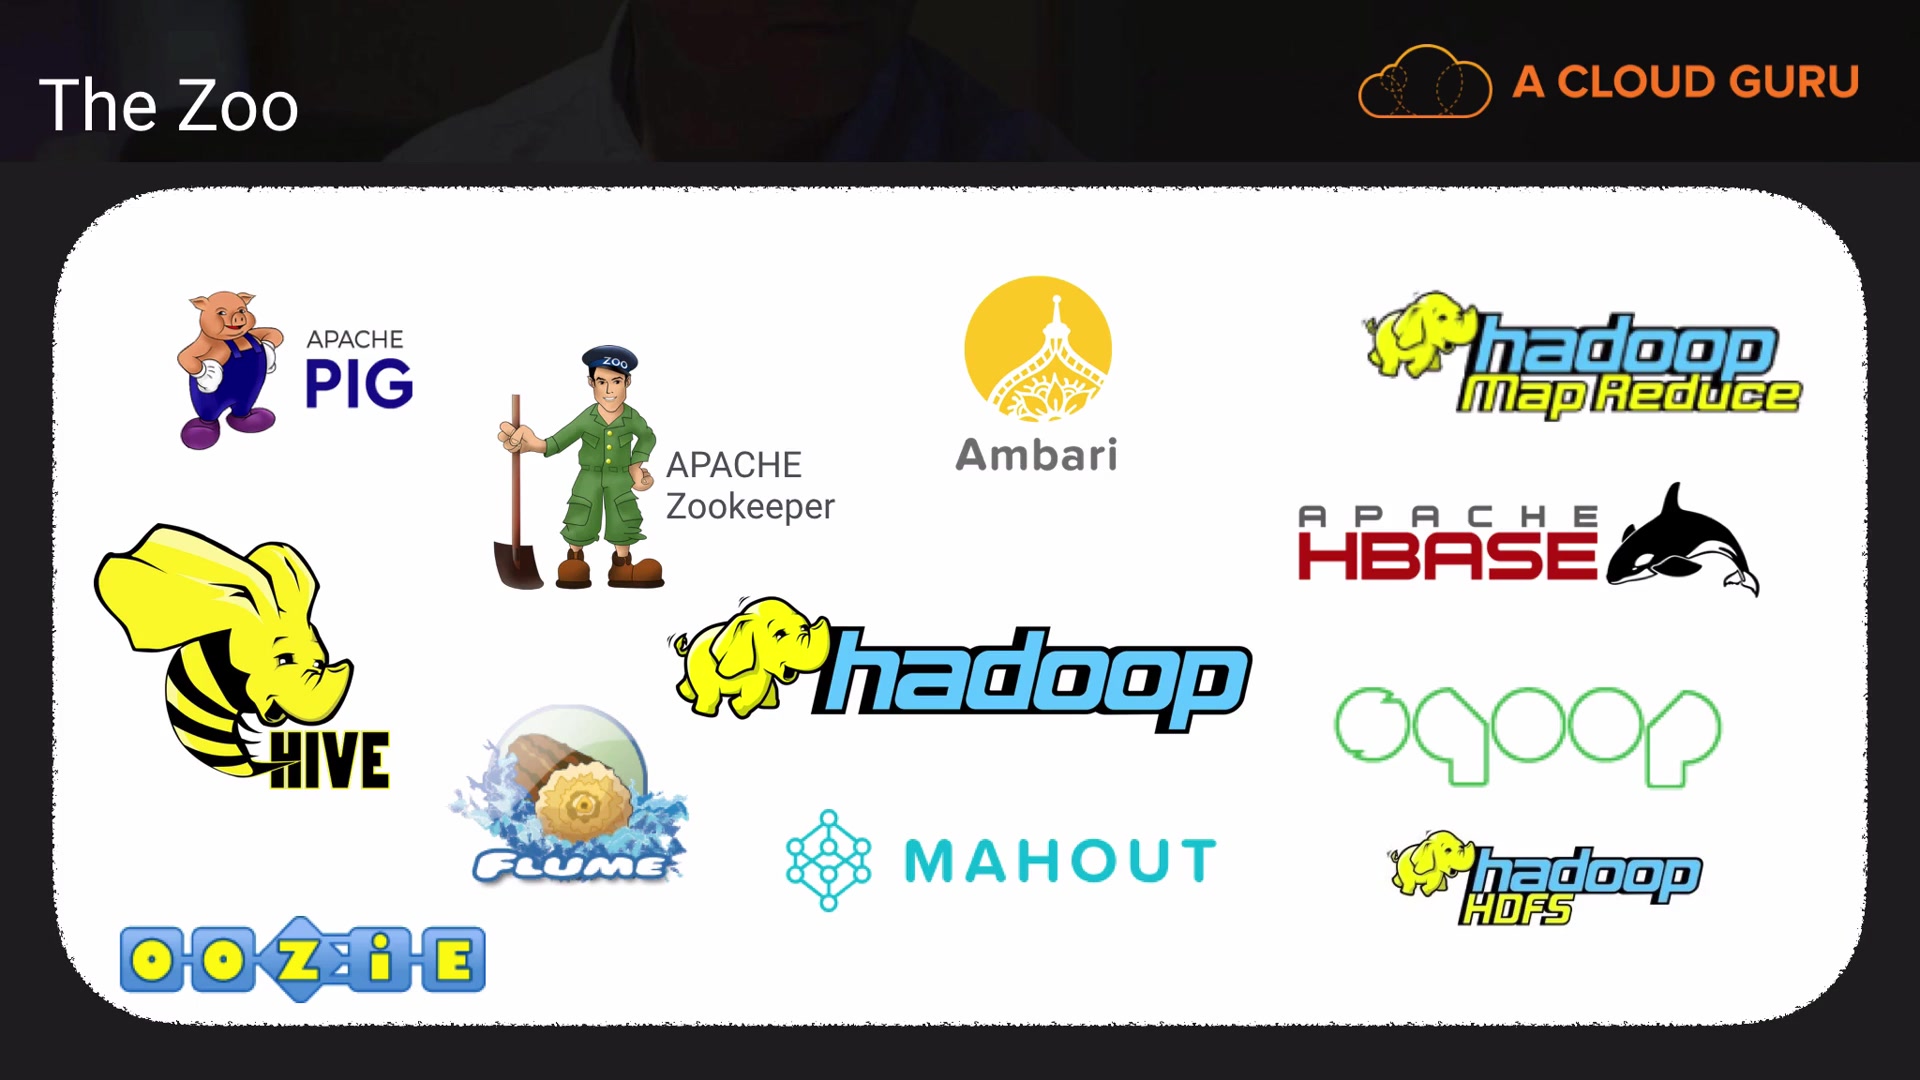 The Zoo
A CLOUD GURU
APACHE
PIG
ZOO
APACHE
Zookeeper
Ambari
hadoop
Map Reduce
APACHE
HBASE
HIVE
hadoop
sqoop
FLUME
MAHOUT
hadoop
HDFS
OOZiE